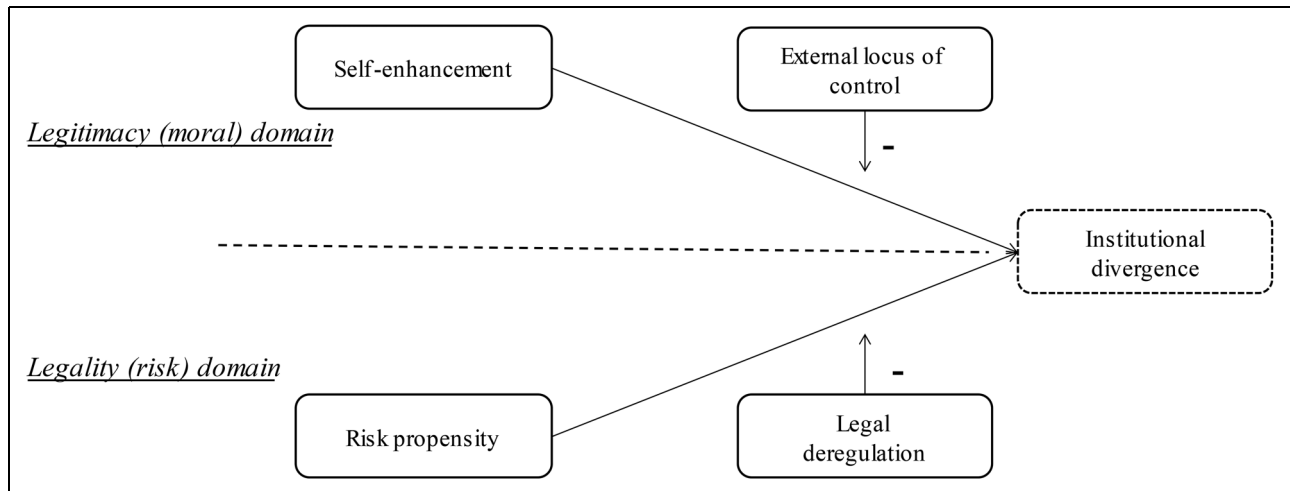 Self-enhancement
External locus of
control
Legitimacy (moral) domain
-
Institutional
divergence
Legality (risk) domain
-
Risk propensity
Legal
deregulation